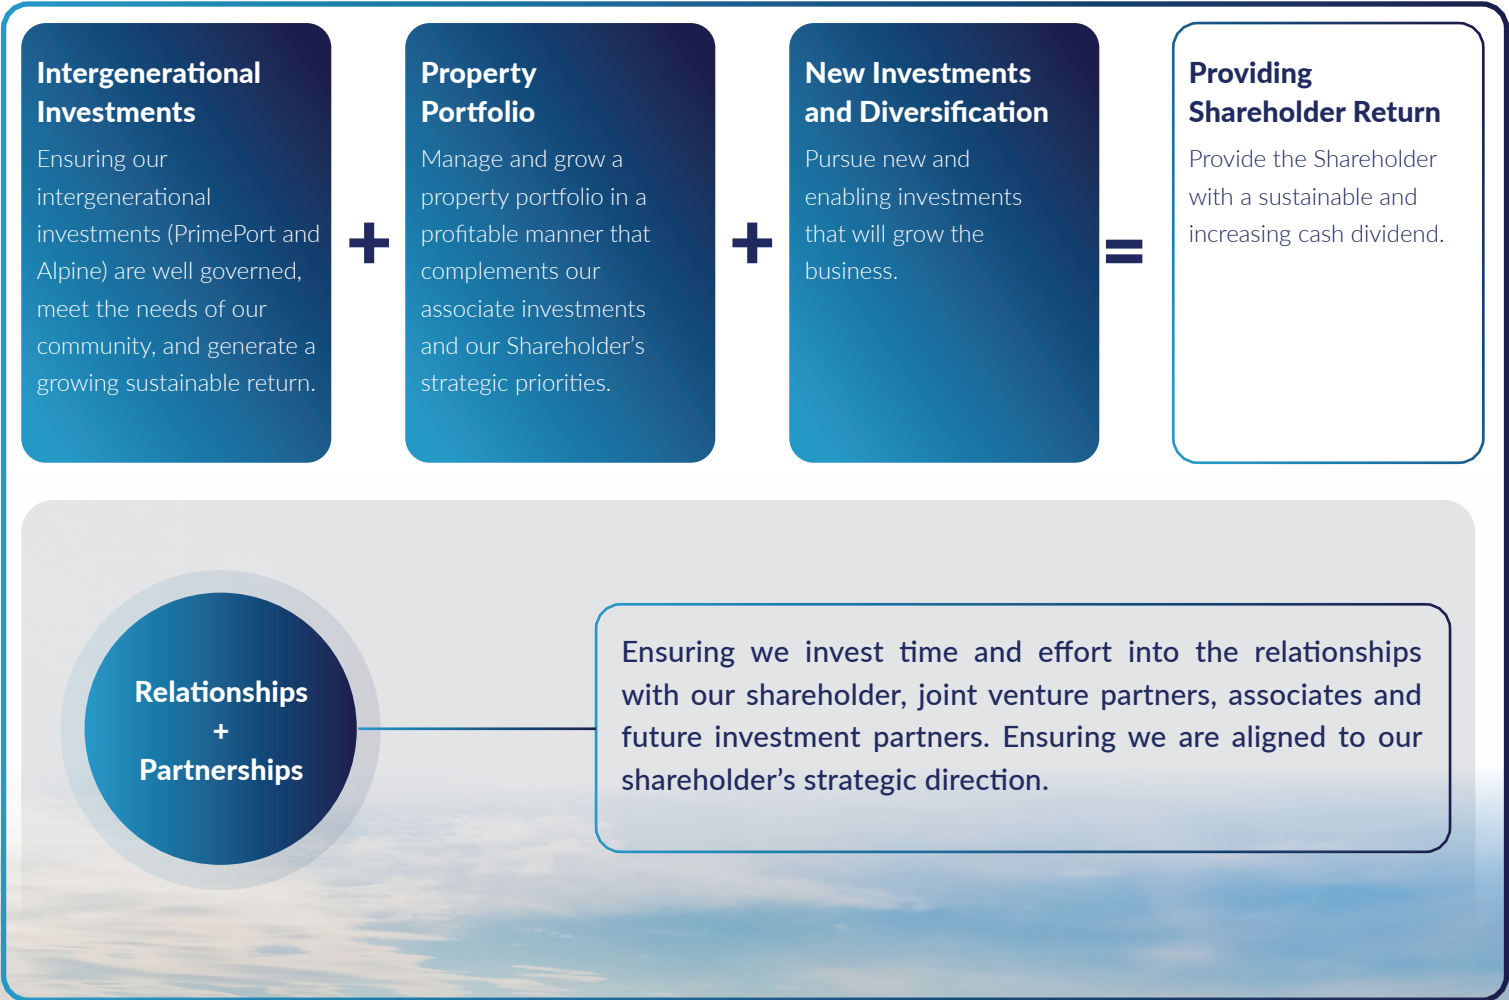 Intergenerational
Investments
Ensuring our
intergenerational
investments (PrimePort and
Alpine) are well governed,
meet the needs of our
community, and generate a
growing sustainable return.
+
Property
Portfolio
Manage and grow a
property portfolio in a
profitable manner that
complements our
associate investments
and our Shareholder’s
strategic priorities.
+
New Investments
and Diversification
Pursue new and
enabling investments
that will grow the
business.
=
Providing
Shareholder Return
Provide the Shareholder
with a sustainable and
increasing cash dividend.
Relationships
+
Partnerships
Ensuring we invest time and effort into the relationships
with our shareholder, joint venture partners, associates and
future investment partners. Ensuring we are aligned to our
shareholder’s strategic direction.